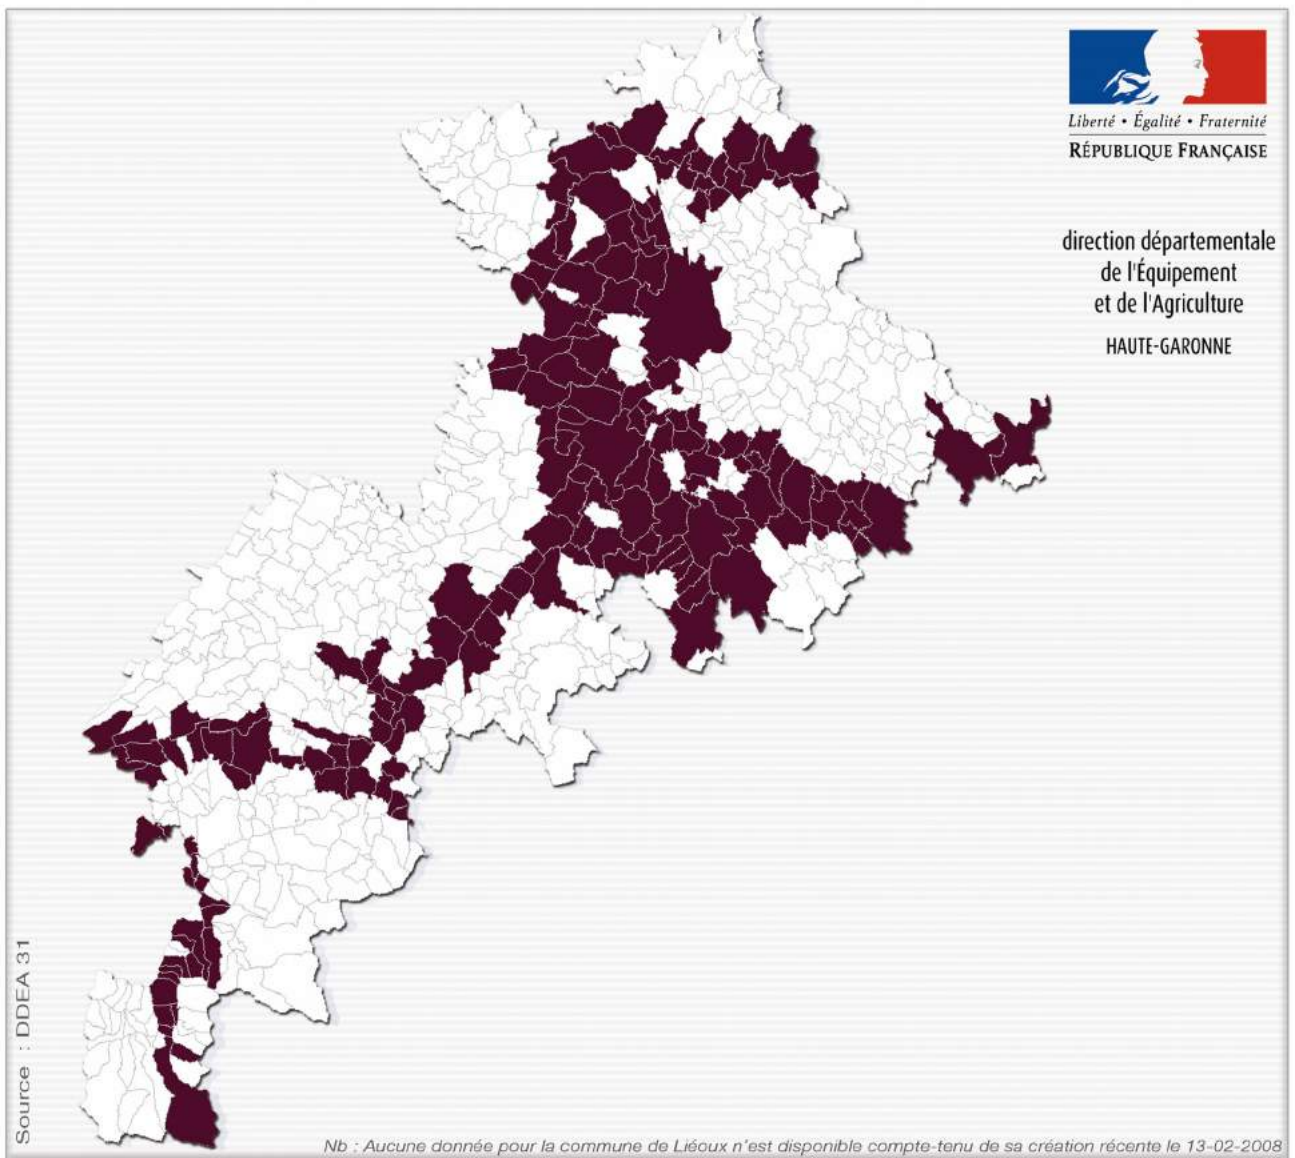 Liberté • Égalité • Fraternité
RÉPUBLIQUE FRANÇAISE
direction départementale
de l'Équipement
et de l'Agriculture
HAUTE-GARONNE
Source : DDEA 31
Nb : Aucune donnée pour la commune de Liéoux n'est disponible compte-tenu de sa création récente le 13-02-2008